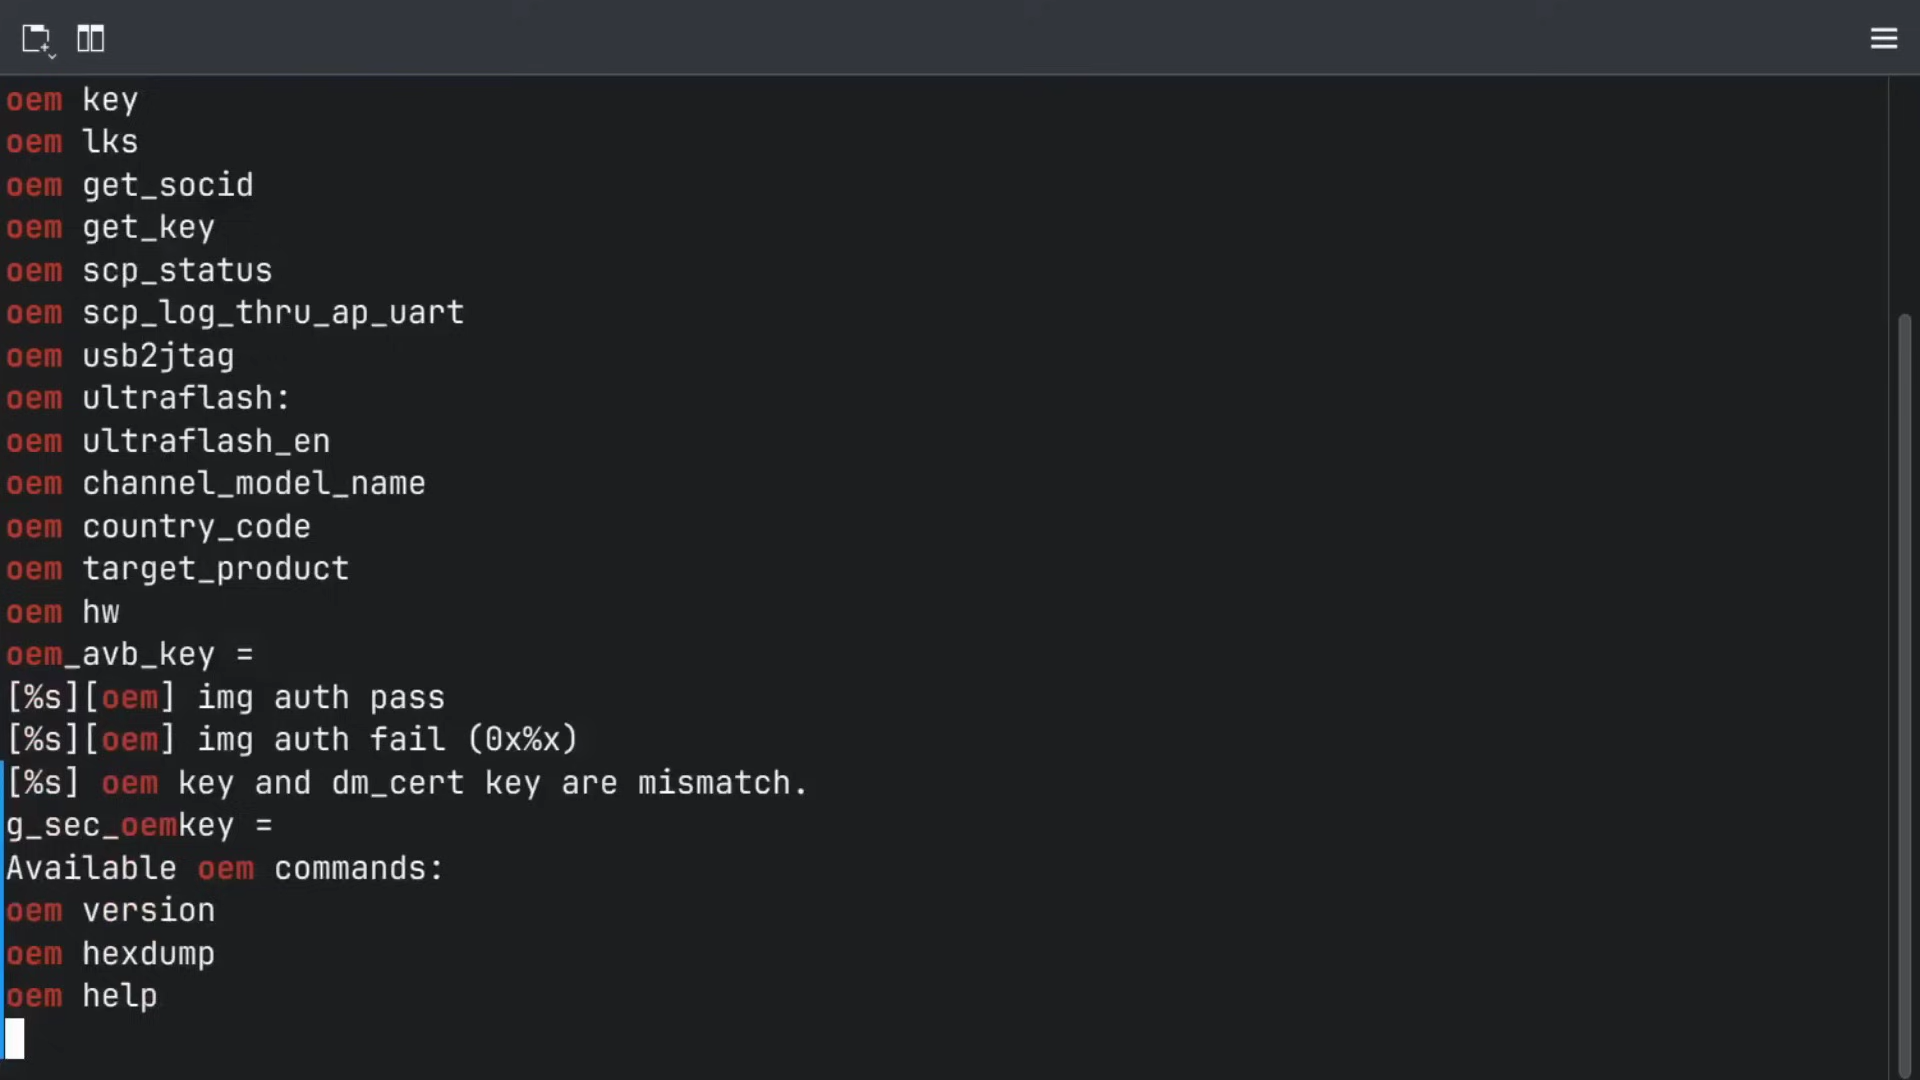 oem key
oem lks
oem get_socid
oem get_key
oem scp_status
oem scp_log_thru_ap_uart
oem usb2jtag
oem ultraflash:
oem ultraflash_en
oem channel_model_name
oem country_code
oem target_product
oem hw
oem_avb_key =
[%s][oem] img auth pass
[%s][oem] img auth fail (0x%x)
[%s] oem key and dm_cert key are mismatch.
g_sec_oemkey =
Available oem commands:
oem version
oem hexdump
oem help